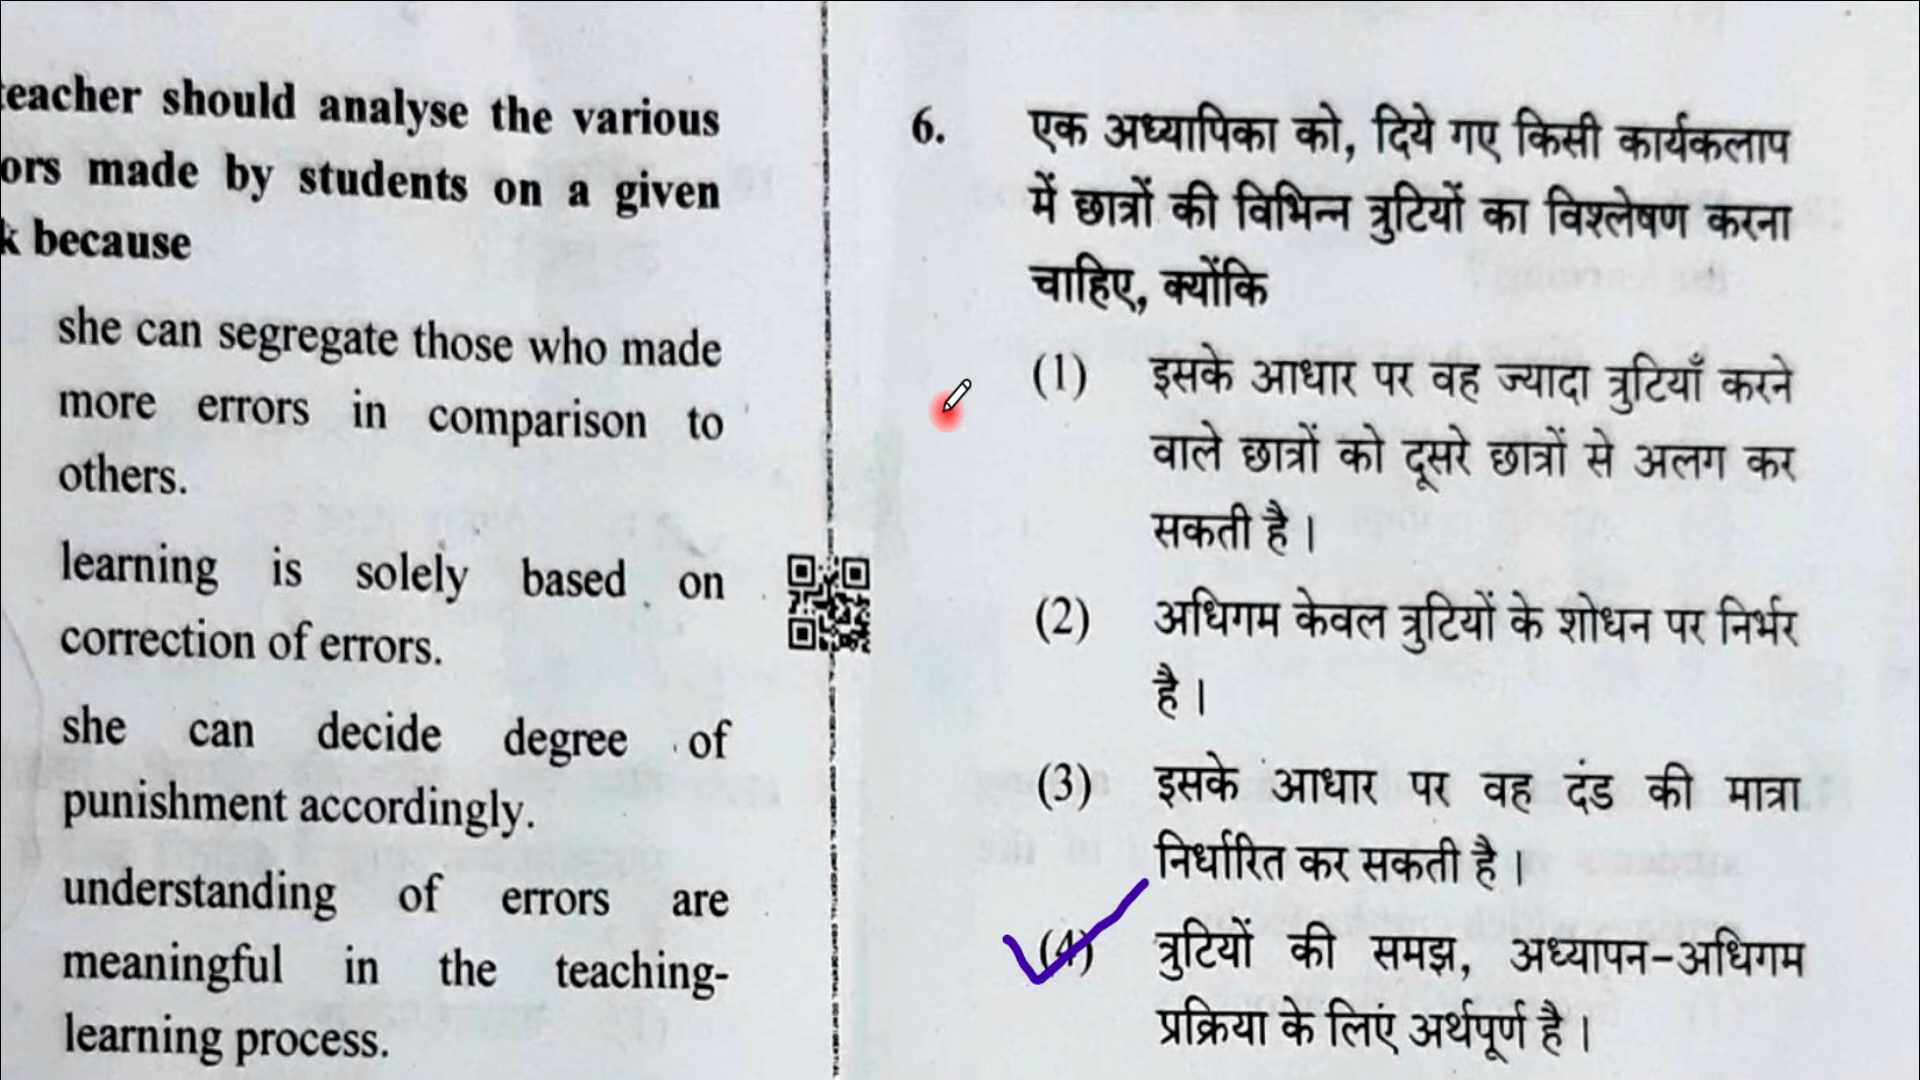 teacher should analyse the various
ors made by students on a given
k because
she can segregate those who made
more errors in comparison to
others.
learning is solely based on
correction of errors.
she can decide degree of
punishment accordingly.
understanding of errors are
meaningful in the teaching-
learning process.
6. एक अध्यापिका को, दिये गए किसी कार्यकलाप
में छात्रों की विभिन्न त्रुटियों का विश्लेषण करना
चाहिए, क्योंकि
(1) इसके आधार पर वह ज्यादा त्रुटियाँ करने
वाले छात्रों को दूसरे छात्रों से अलग कर
सकती है।
(2) अधिगम केवल त्रुटियों के शोधन पर निर्भर
है।
(3) इसके आधार पर वह दंड की मात्रा
निर्धारित कर सकती है।
(4) त्रुटियों की समझ, अध्यापन-अधिगम
प्रक्रिया के लिए अर्थपूर्ण है।